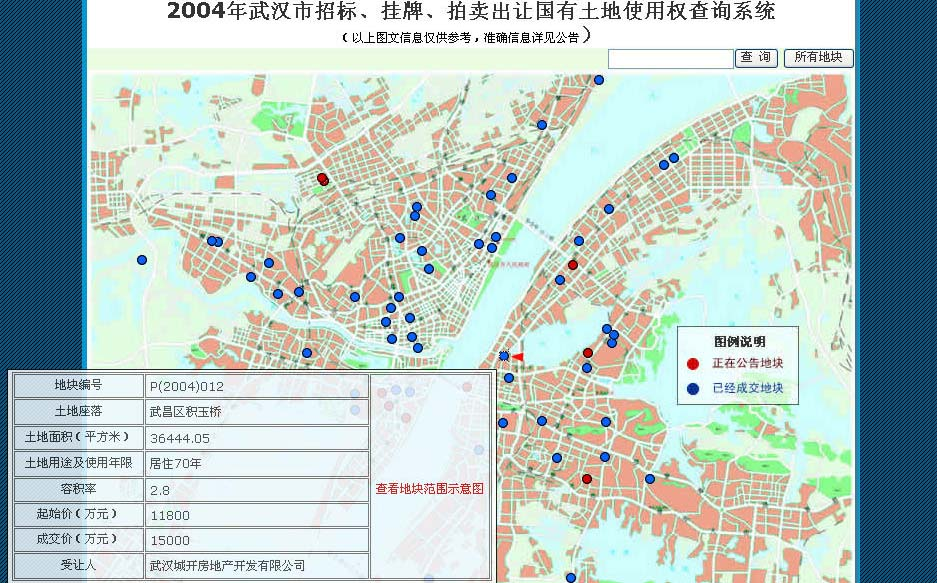 2004年武汉市招标、挂牌、拍卖出让国有土地使用权查询系统
(以上图文信息仅供参考，准确信息详见公告)
查 询
所有地块
图例说明
正在公告地块
已经成交地块
地块编号 P(2004)012
土地座落 武昌区积玉桥
土地面积(平方米) 36444.05
土地用途及使用年限 居住70年
容积率 2.8
起始价(万元) 11800
成交价(万元) 15000
受让人 武汉城开房地产开发有限公司
查看地块范围示意图